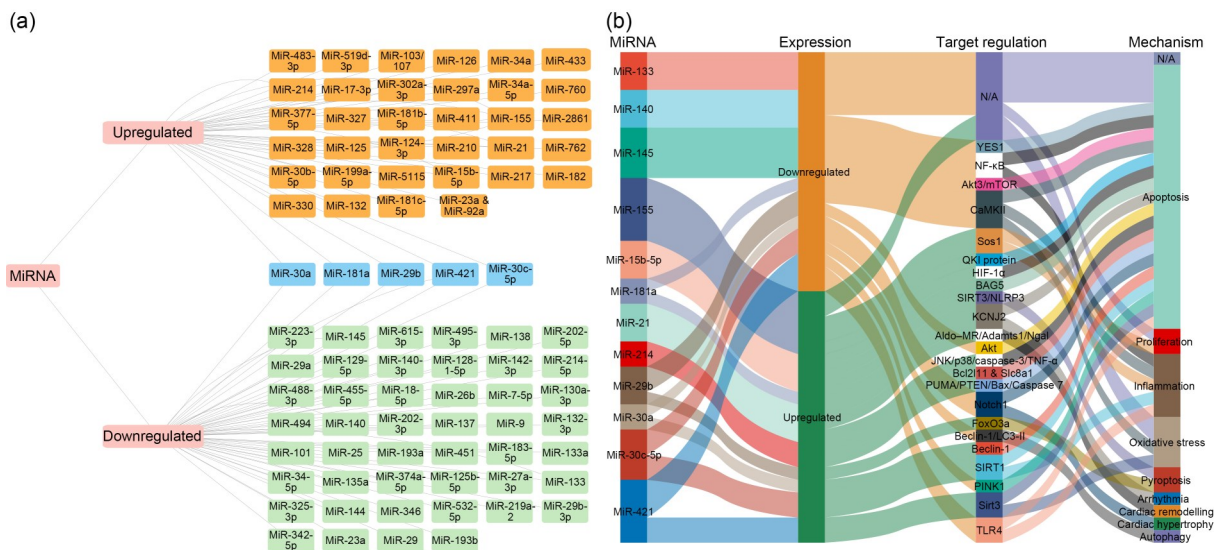 (a)
MiRNA
Upregulated
Downregulated
MiR-483-
3p
MiR-519d-
3p
MiR-103/
107
MiR-126
MiR-34a
MiR-433
MiR-214
MiR-17-3p
MiR-302a-
3p
MiR-297a
MiR-34a-
5p
MiR-760
MiR-377-
5p
MiR-327
MiR-181b-
5p
MiR-411
MiR-155
MiR-2861
MiR-328
MiR-125
MiR-124-
3p
MiR-210
MiR-21
MiR-762
MiR-30b-
5p
MiR-199a-
5p
MiR-5115
MiR-15b-
5p
MiR-217
MiR-182
MiR-330
MiR-132
MiR-181c-
5p
MiR-23a &
MiR-92a
MiR-30a
MiR-181a
MiR-29b
MiR-421
MiR-30c-
5p
MiR-223-
3p
MiR-145
MiR-615-
3p
MiR-495-
3p
MiR-138
MiR-202-
5p
MiR-29a
MiR-129-
5p
MiR-140-
3p
MiR-128-
1-5p
MiR-142-
3p
MiR-214-
5p
MiR-488-
3p
MiR-455-
5p
MiR-18-
5p
MiR-26b
MiR-7-5p
MiR-130a-
3p
MiR-494
MiR-140
MiR-202-
3p
MiR-137
MiR-9
MiR-132-
3p
MiR-101
MiR-25
MiR-193a
MiR-451
MiR-183-
5p
MiR-133a
MiR-34-
5p
MiR-135a
MiR-374a-
5p
MiR-125b-
5p
MiR-27a-
3p
MiR-133
MiR-325-
3p
MiR-144
MiR-346
MiR-532-
5p
MiR-219a-
2
MiR-29b-
3p
MiR-342-
5p
MiR-23a
MiR-29
MiR-193b
(b)
MiRNA
Expression
Target regulation
Mechanism
MiR-133
MiR-140
MiR-145
MiR-155
MiR-15b-5p
MiR-181a
MiR-21
MiR-214
MiR-29b
MiR-30a
MiR-30c-5p
MiR-421
Downregulated
Upregulated
N/A
YES1
NF-κB
Akt3/mTOR
CaMKII
Sos1
QKI protein
HIF-1α
BAG5
SIRT3/NLRP3
KCNJ2
Aldo–MR/Adamts1/Ngal
Akt
JNK/p38/caspase-3/TNF-α
Bcl2l11 & Slc8a1
PUMA/PTEN/Bax/Caspase 7
Notch1
FoxO3a
Beclin-1/LC3-II
Beclin-1
SIRT1
PINK1
Sirt3
TLR4
N/A
Apoptosis
Proliferation
Inflammation
Oxidative stress
Pyroptosis
Arrhythmia
Cardiac remodelling
Cardiac hypertrophy
Autophagy